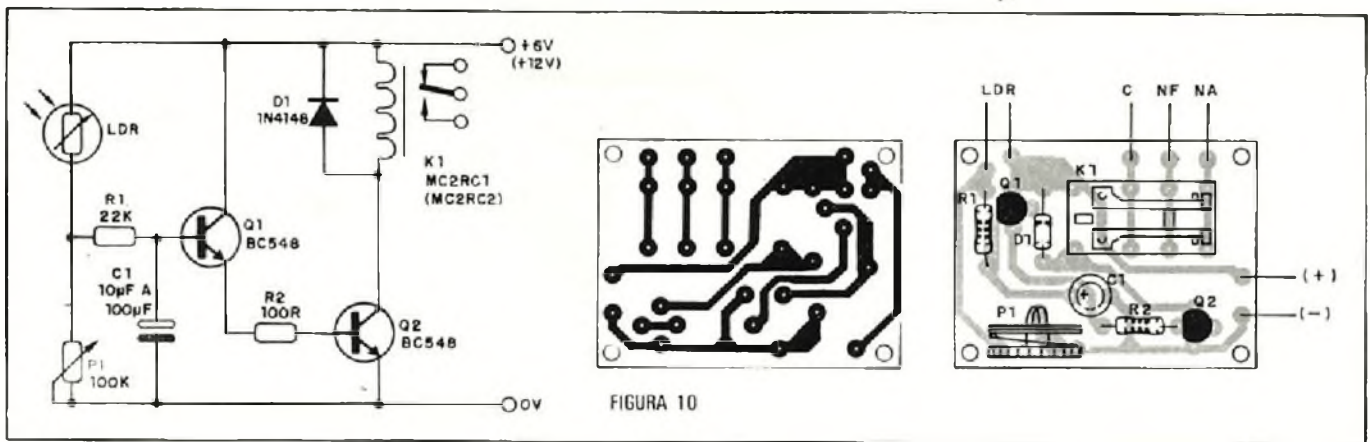 +6V
(+12V)
LDR
D1
1N4148
K1
MC2RC1
(MC2RC2)
R1
22K
Q1
BC548
C1
10µF A
100µF
R2
100R
Q2
BC548
P1
100K
0V
FIGURA 10
LDR
C
NF
NA
K1
Q1
R1
D1
C1
P1
R2
Q2
(+)
(-)